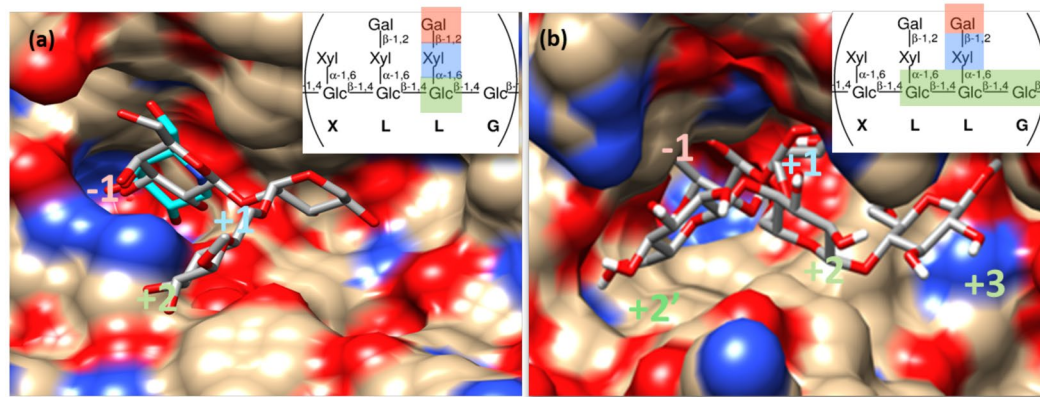 (a)
Gal Gal
β-1,2 β-1,2
Xyl Xyl Xyl
α-1,6 α-1,6 α-1,6
-1,4 Glc β-1,4 Glc β-1,4 Glc β-1,4 Glc β-
X L L G
-1
+1
+2
(b)
Gal Gal
β-1,2 β-1,2
Xyl Xyl Xyl
α-1,6 α-1,6 α-1,6
-1,4 Glc β-1,4 Glc β-1,4 Glc β-1,4 Glc β-
X L L G
-1
+1
+2
+3
+2'